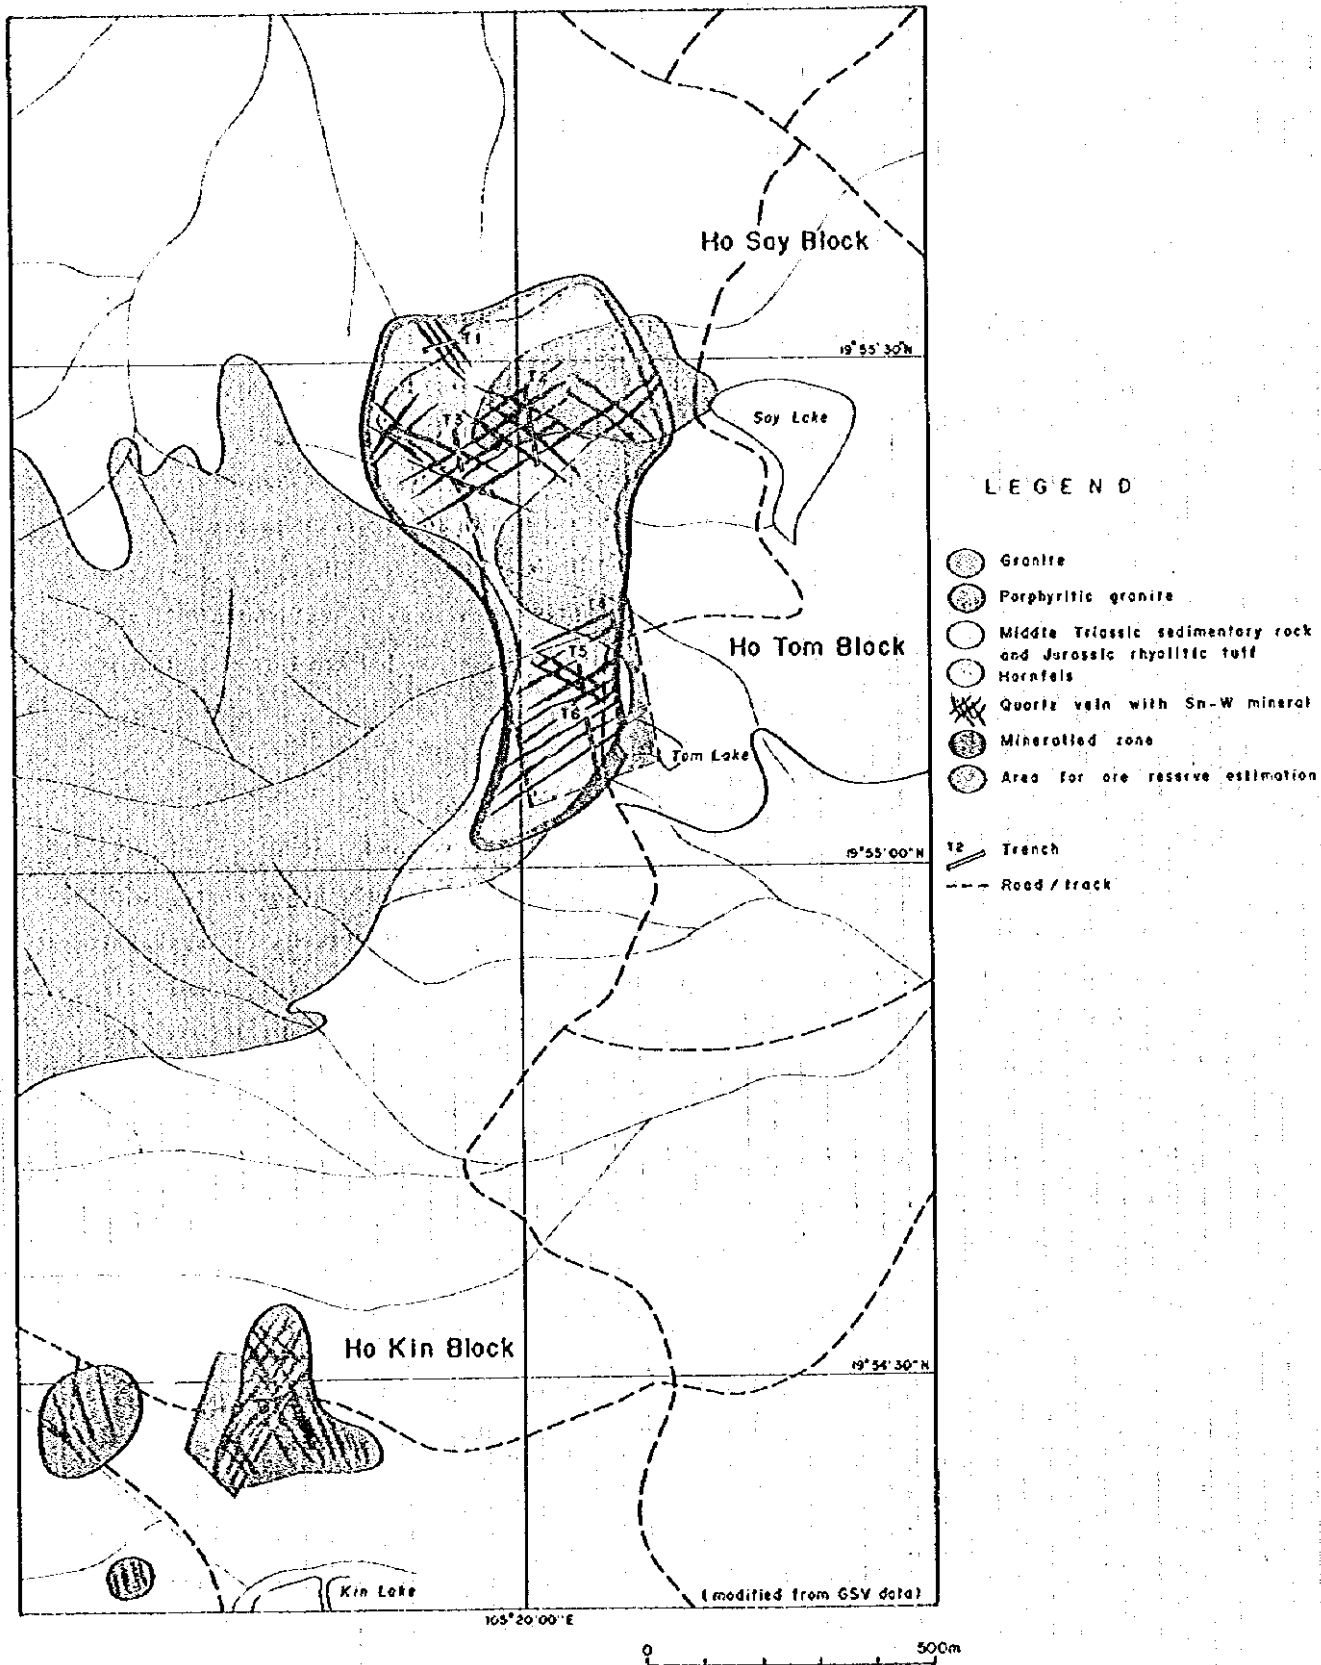 Ho Say Block
T1
19°55'30"N
T2
Say Lake
T3
T4
Ho Tom Block
T5
T6
Tom Lake
19°55'00"N
Ho Kin Block
19°54'30"N
Kin Lake
(modified from GSV data)
105°20'00"E
0 500m
LEGEND
Granite
Porphyritic granite
Middle Triassic sedimentary rock
and Jurassic rhyolitic tuff
Hornfels
Quartz vein with Sn-W mineral
Mineralized zone
Area for ore reserve estimation
T2 Trench
Road / track